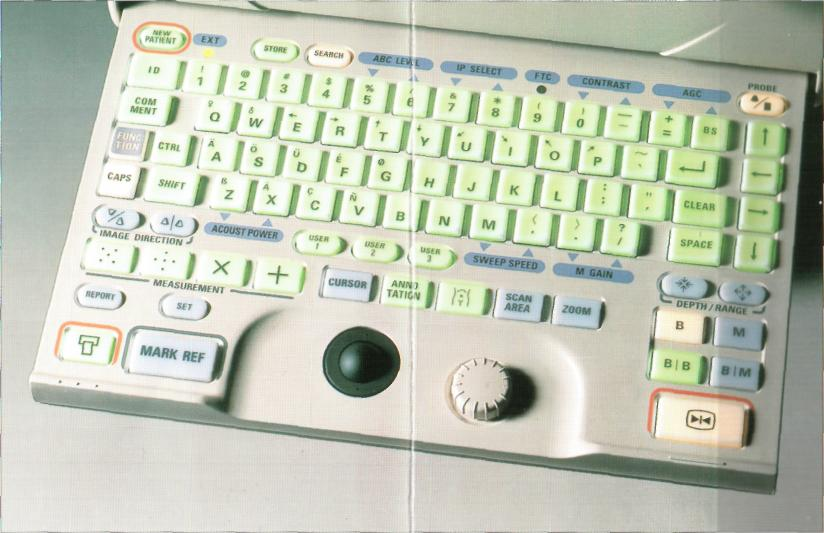 NEW PATIENT EXT STORE SEARCH ABC LEVEL IP SELECT FTC CONTRAST AGC PROBE
ID ! 1 @ 2 # 3 $ 4 % 5 ^ 6 & 7 * 8 ( 9 ) 0 — + = BS ↑
COM MENT Q W E R T Y U I O P ~ ←
FUNC TION CTRL Ä A Ö S Ü D É F Ø G H J K L : ; " , CLEAR →
CAPS SHIFT ß Z X Ç C Ñ V B N M ? / SPACE ↓
IMAGE DIRECTION ACOUST POWER USER 1 USER 2 USER 3 SWEEP SPEED M GAIN
× + CURSOR ANNO TATION SCAN AREA ZOOM DEPTH / RANGE
MEASUREMENT
REPORT SET B M
MARK REF B|B B|M